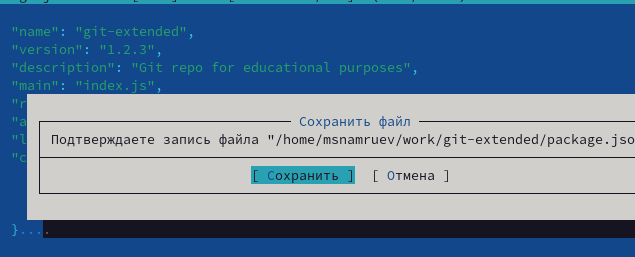 "name": "git-extended",
"version": "1.2.3",
"description": "Git repo for educational purposes",
"main": "index.js",
"r
"a
"l
"c
Сохранить файл
Подтверждаете запись файла "/home/msnamruev/work/git-extended/package.jso
[ Сохранить ] [ Отмена ]
}....